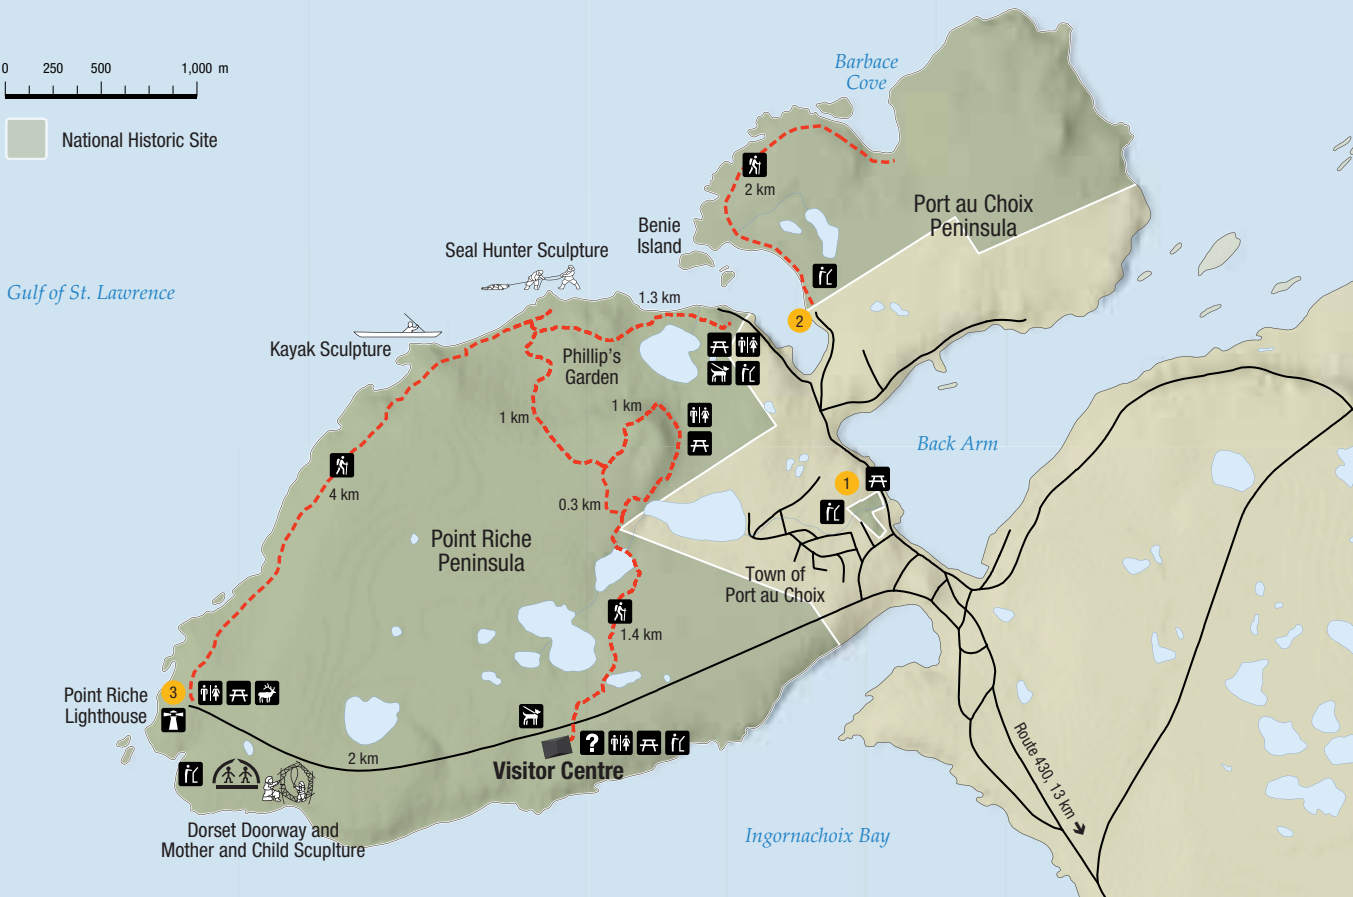 0 250 500 1,000 m
National Historic Site
Barbace
Cove
2 km
Port au Choix
Peninsula
Benie
Island
Seal Hunter Sculpture
Gulf of St. Lawrence
1.3 km
2
Kayak Sculpture
Phillip's
Garden
1 km
1 km
Back Arm
4 km
1
0.3 km
Point Riche
Peninsula
Town of
Port au Choix
1.4 km
Point Riche
Lighthouse
3
2 km
?
Visitor Centre
Route 430, 13 km
Dorset Doorway and
Mother and Child Scuplture
Ingornachoix Bay